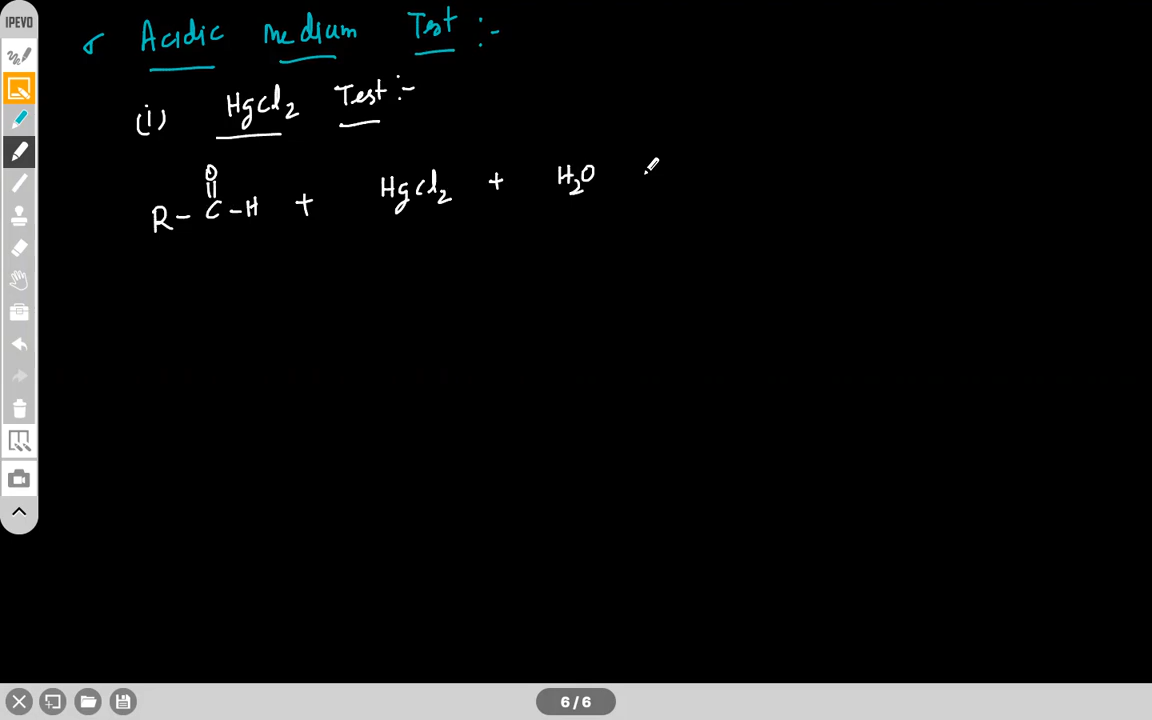 IPEVO
Acidic medium Test :-
(i) HgCl2 Test :-
O
||
R - C - H + HgCl2 + H2O
6 / 6